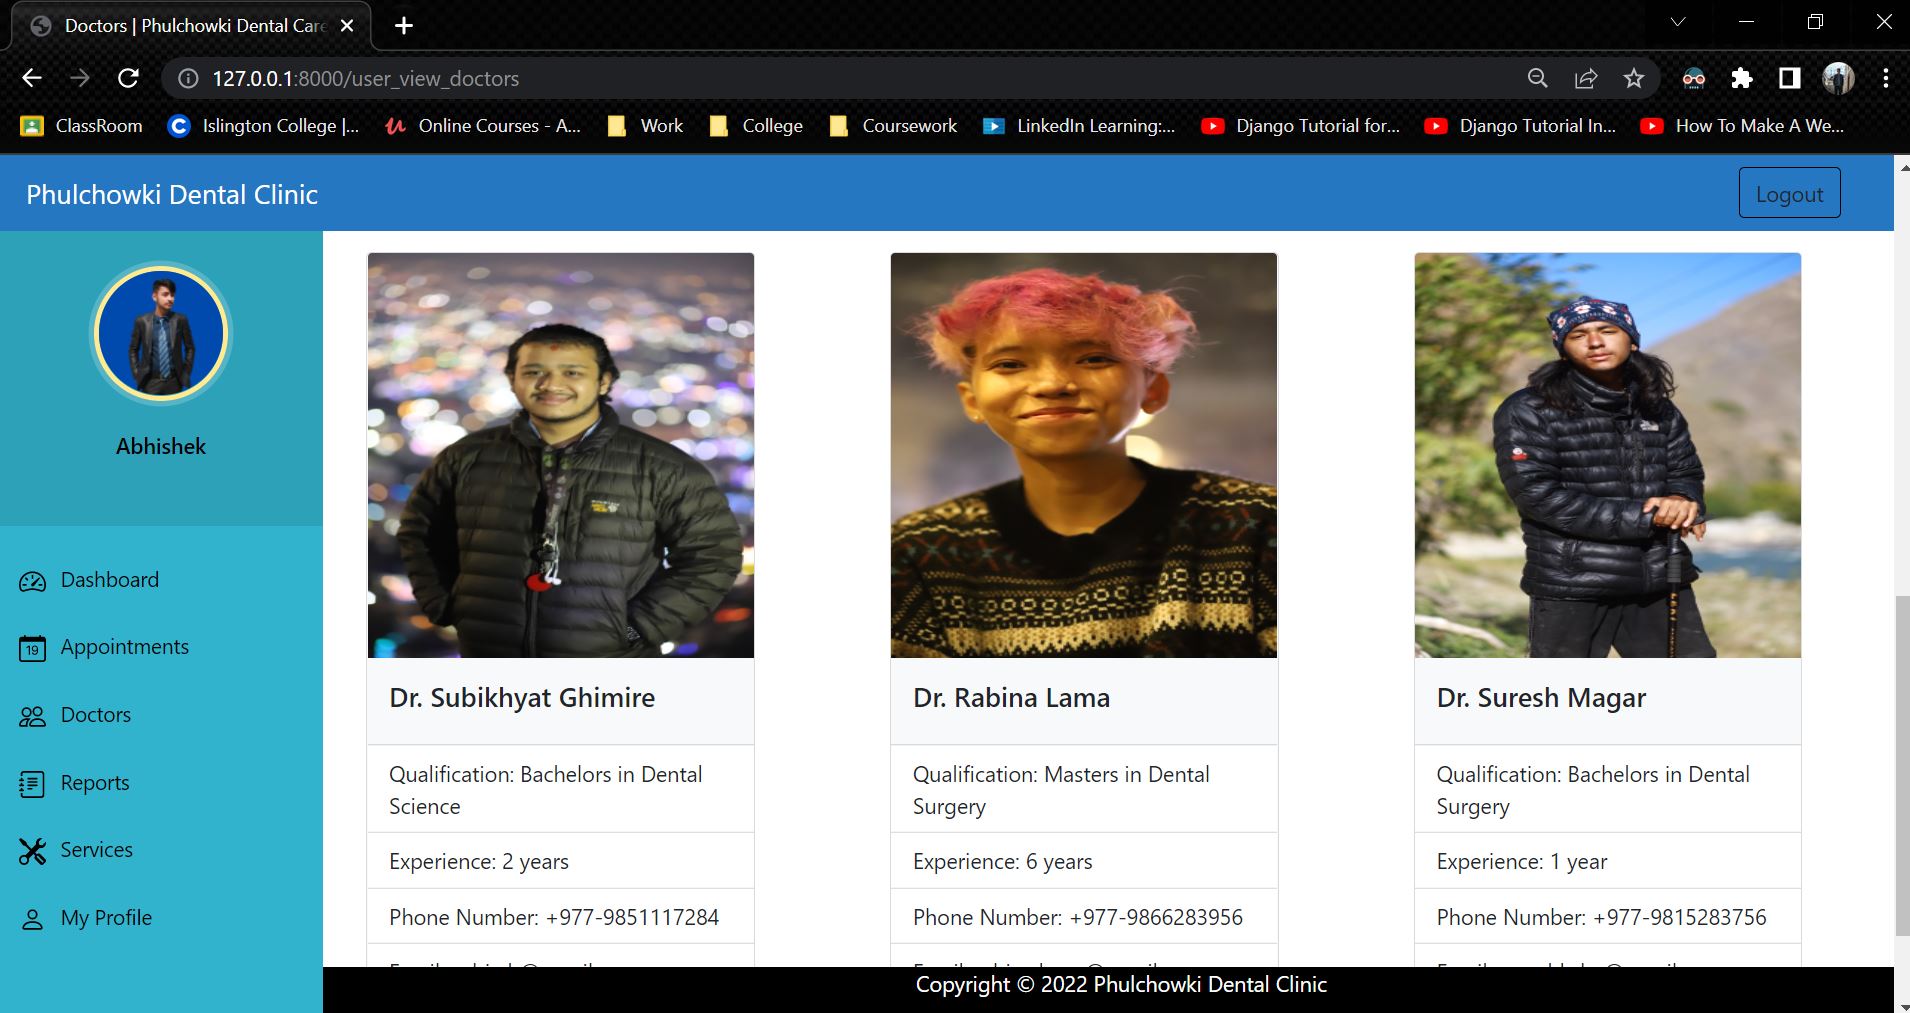 Doctors | Phulchowki Dental Care
127.0.0.1:8000/user_view_doctors
ClassRoom
Islington College |...
Online Courses - A...
Work
College
Coursework
LinkedIn Learning:...
Django Tutorial for...
Django Tutorial In...
How To Make A We...
Phulchowki Dental Clinic
Logout
Abhishek
Dashboard
19
Appointments
Doctors
Reports
Services
My Profile
Dr. Subikhyat Ghimire
Qualification: Bachelors in Dental
Science
Experience: 2 years
Phone Number: +977-9851117284
Dr. Rabina Lama
Qualification: Masters in Dental
Surgery
Experience: 6 years
Phone Number: +977-9866283956
Dr. Suresh Magar
Qualification: Bachelors in Dental
Surgery
Experience: 1 year
Phone Number: +977-9815283756
Copyright © 2022 Phulchowki Dental Clinic